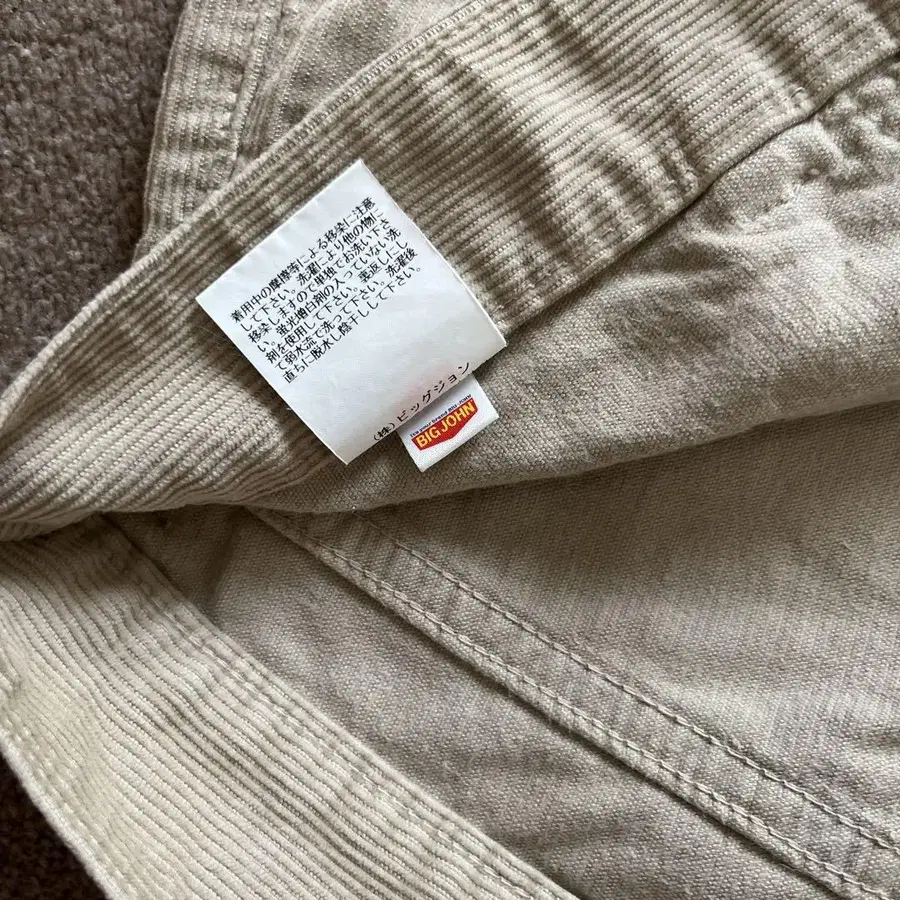 着用中の摩擦等による移染に注意
して下さい。洗濯により他の物に
移染しますので単独でお洗い下さ
い。蛍光増白剤の入っていない洗
剤を使用して下さい。裏返しにし
て弱水流で洗って下さい。洗濯後
直ちに脱水し陰干しして下さい。
(株)ビッグジョン
BIG JOHN